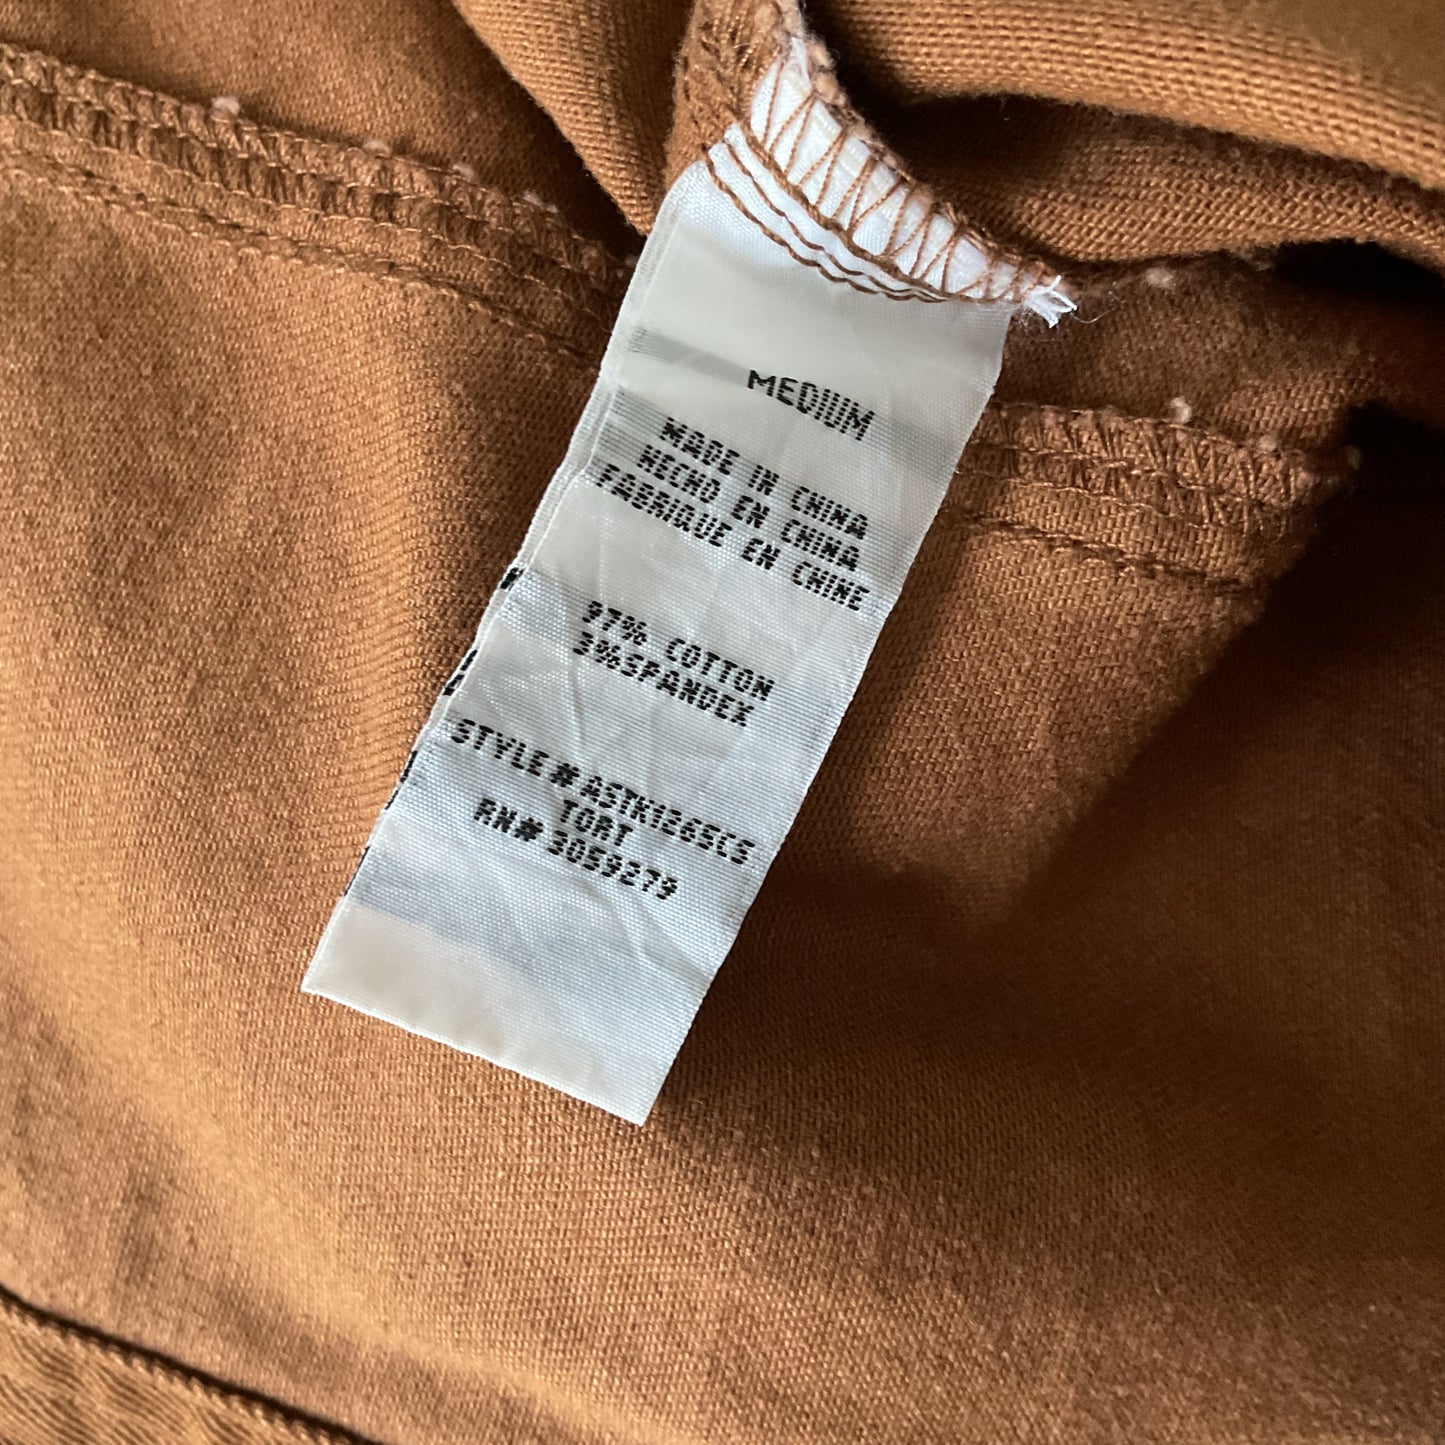 MEDIUM
MADE IN CHINA
HECHO EN CHINA
FABRIQUE EN CHINE
97% COTTON
3%SPANDEX
STYLE#ASTK1265CS
TORT
RN# 3059279